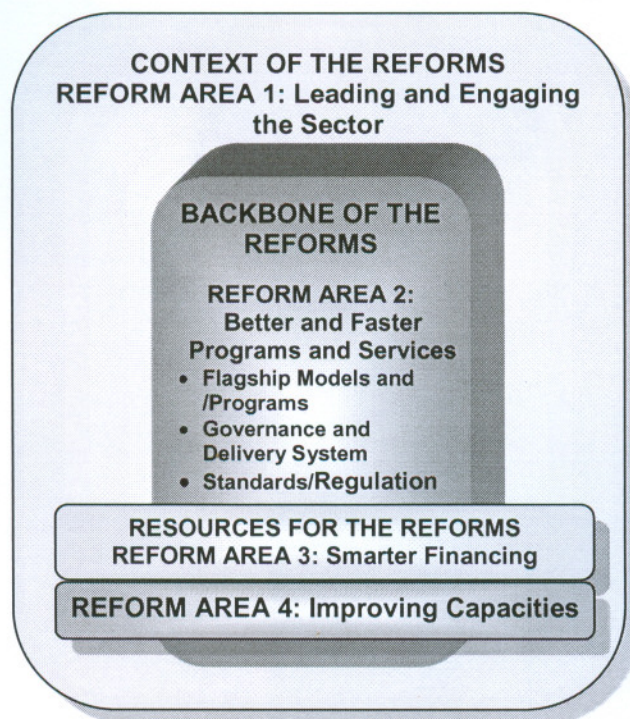 CONTEXT OF THE REFORMS
REFORM AREA 1: Leading and Engaging
the Sector
BACKBONE OF THE
REFORMS
REFORM AREA 2:
Better and Faster
Programs and Services
• Flagship Models and
/Programs
• Governance and
Delivery System
• Standards/Regulation
RESOURCES FOR THE REFORMS
REFORM AREA 3: Smarter Financing
REFORM AREA 4: Improving Capacities